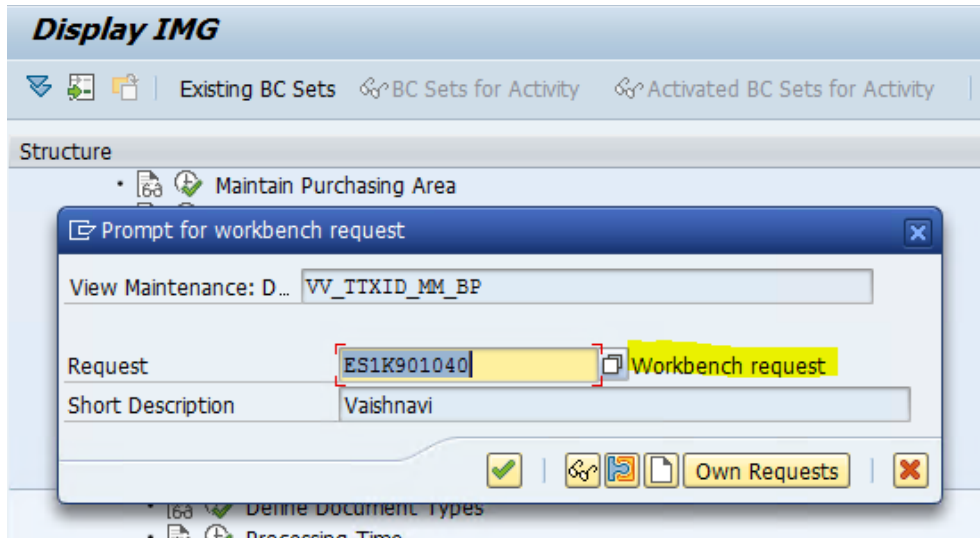 Display IMG
Existing BC Sets BC Sets for Activity Activated BC Sets for Activity
Structure
Maintain Purchasing Area
Prompt for workbench request
View Maintenance: D... VV_TTXID_MM_BP
Request ES1K901040 Workbench request
Short Description Vaishnavi
Own Requests
Define Document Types
Processing Time